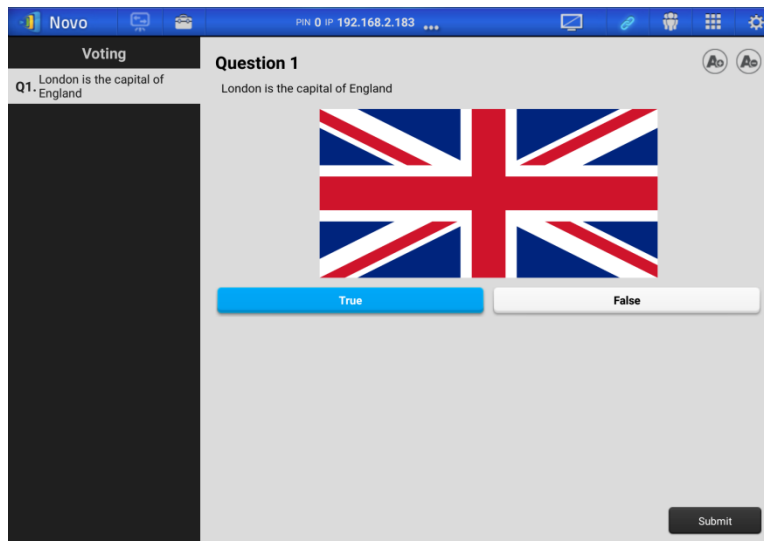 Novo
PIN 0 IP 192.168.2.183 ...
Voting
Q1. London is the capital of
England
Question 1
London is the capital of England
True
False
Submit